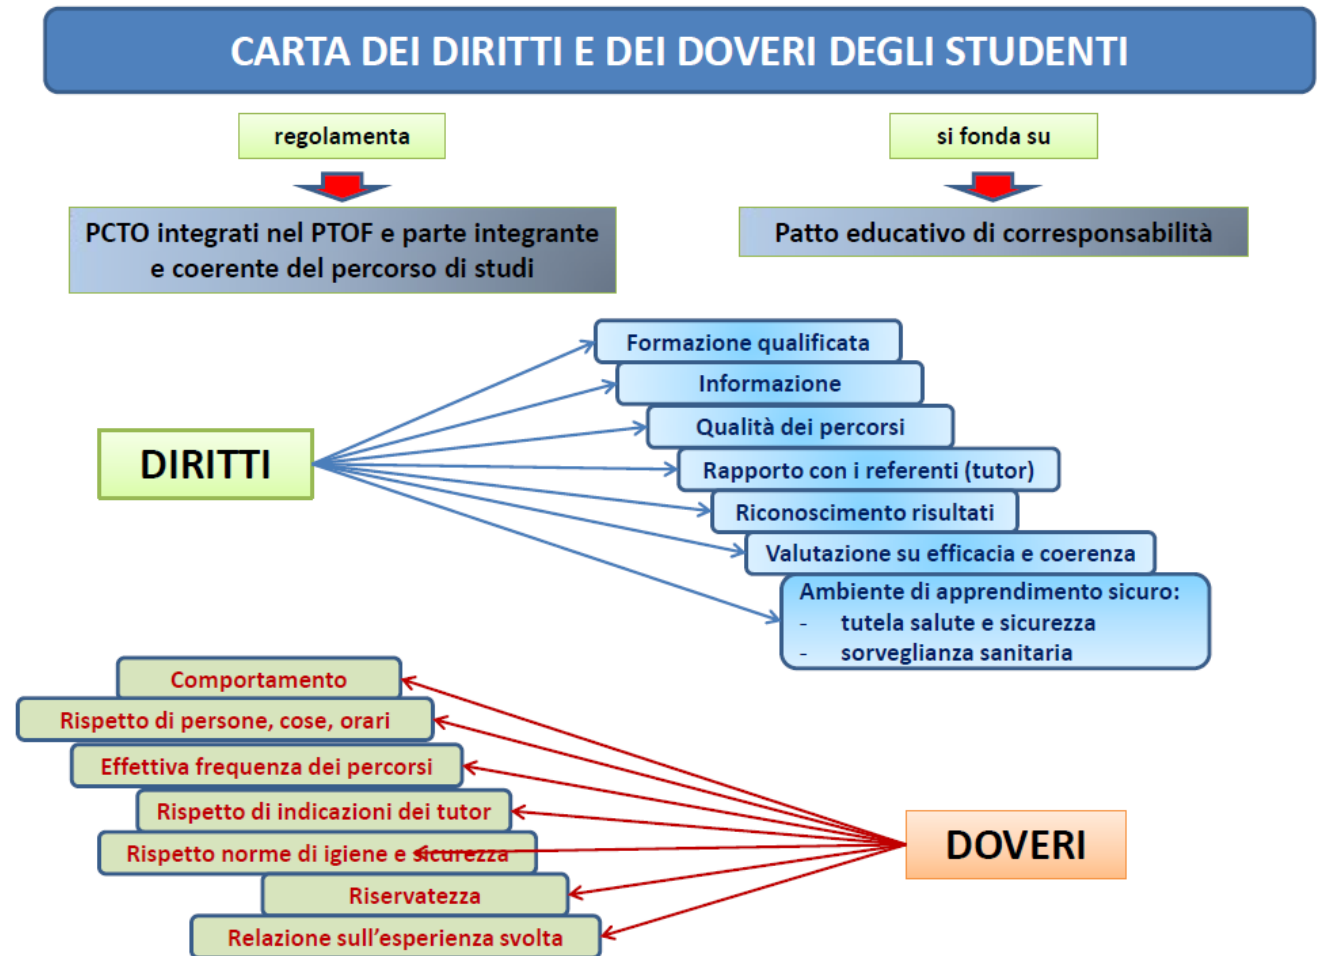 CARTA DEI DIRITTI E DEI DOVERI DEGLI STUDENTI
regolamenta
si fonda su
PCTO integrati nel PTOF e parte integrante
e coerente del percorso di studi
Patto educativo di corresponsabilità
DIRITTI
Formazione qualificata
Informazione
Qualità dei percorsi
Rapporto con i referenti (tutor)
Riconoscimento risultati
Valutazione su efficacia e coerenza
Ambiente di apprendimento sicuro:
- tutela salute e sicurezza
- sorveglianza sanitaria
Comportamento
Rispetto di persone, cose, orari
Effettiva frequenza dei percorsi
Rispetto di indicazioni dei tutor
Rispetto norme di igiene e sicurezza
Riservatezza
Relazione sull'esperienza svolta
DOVERI